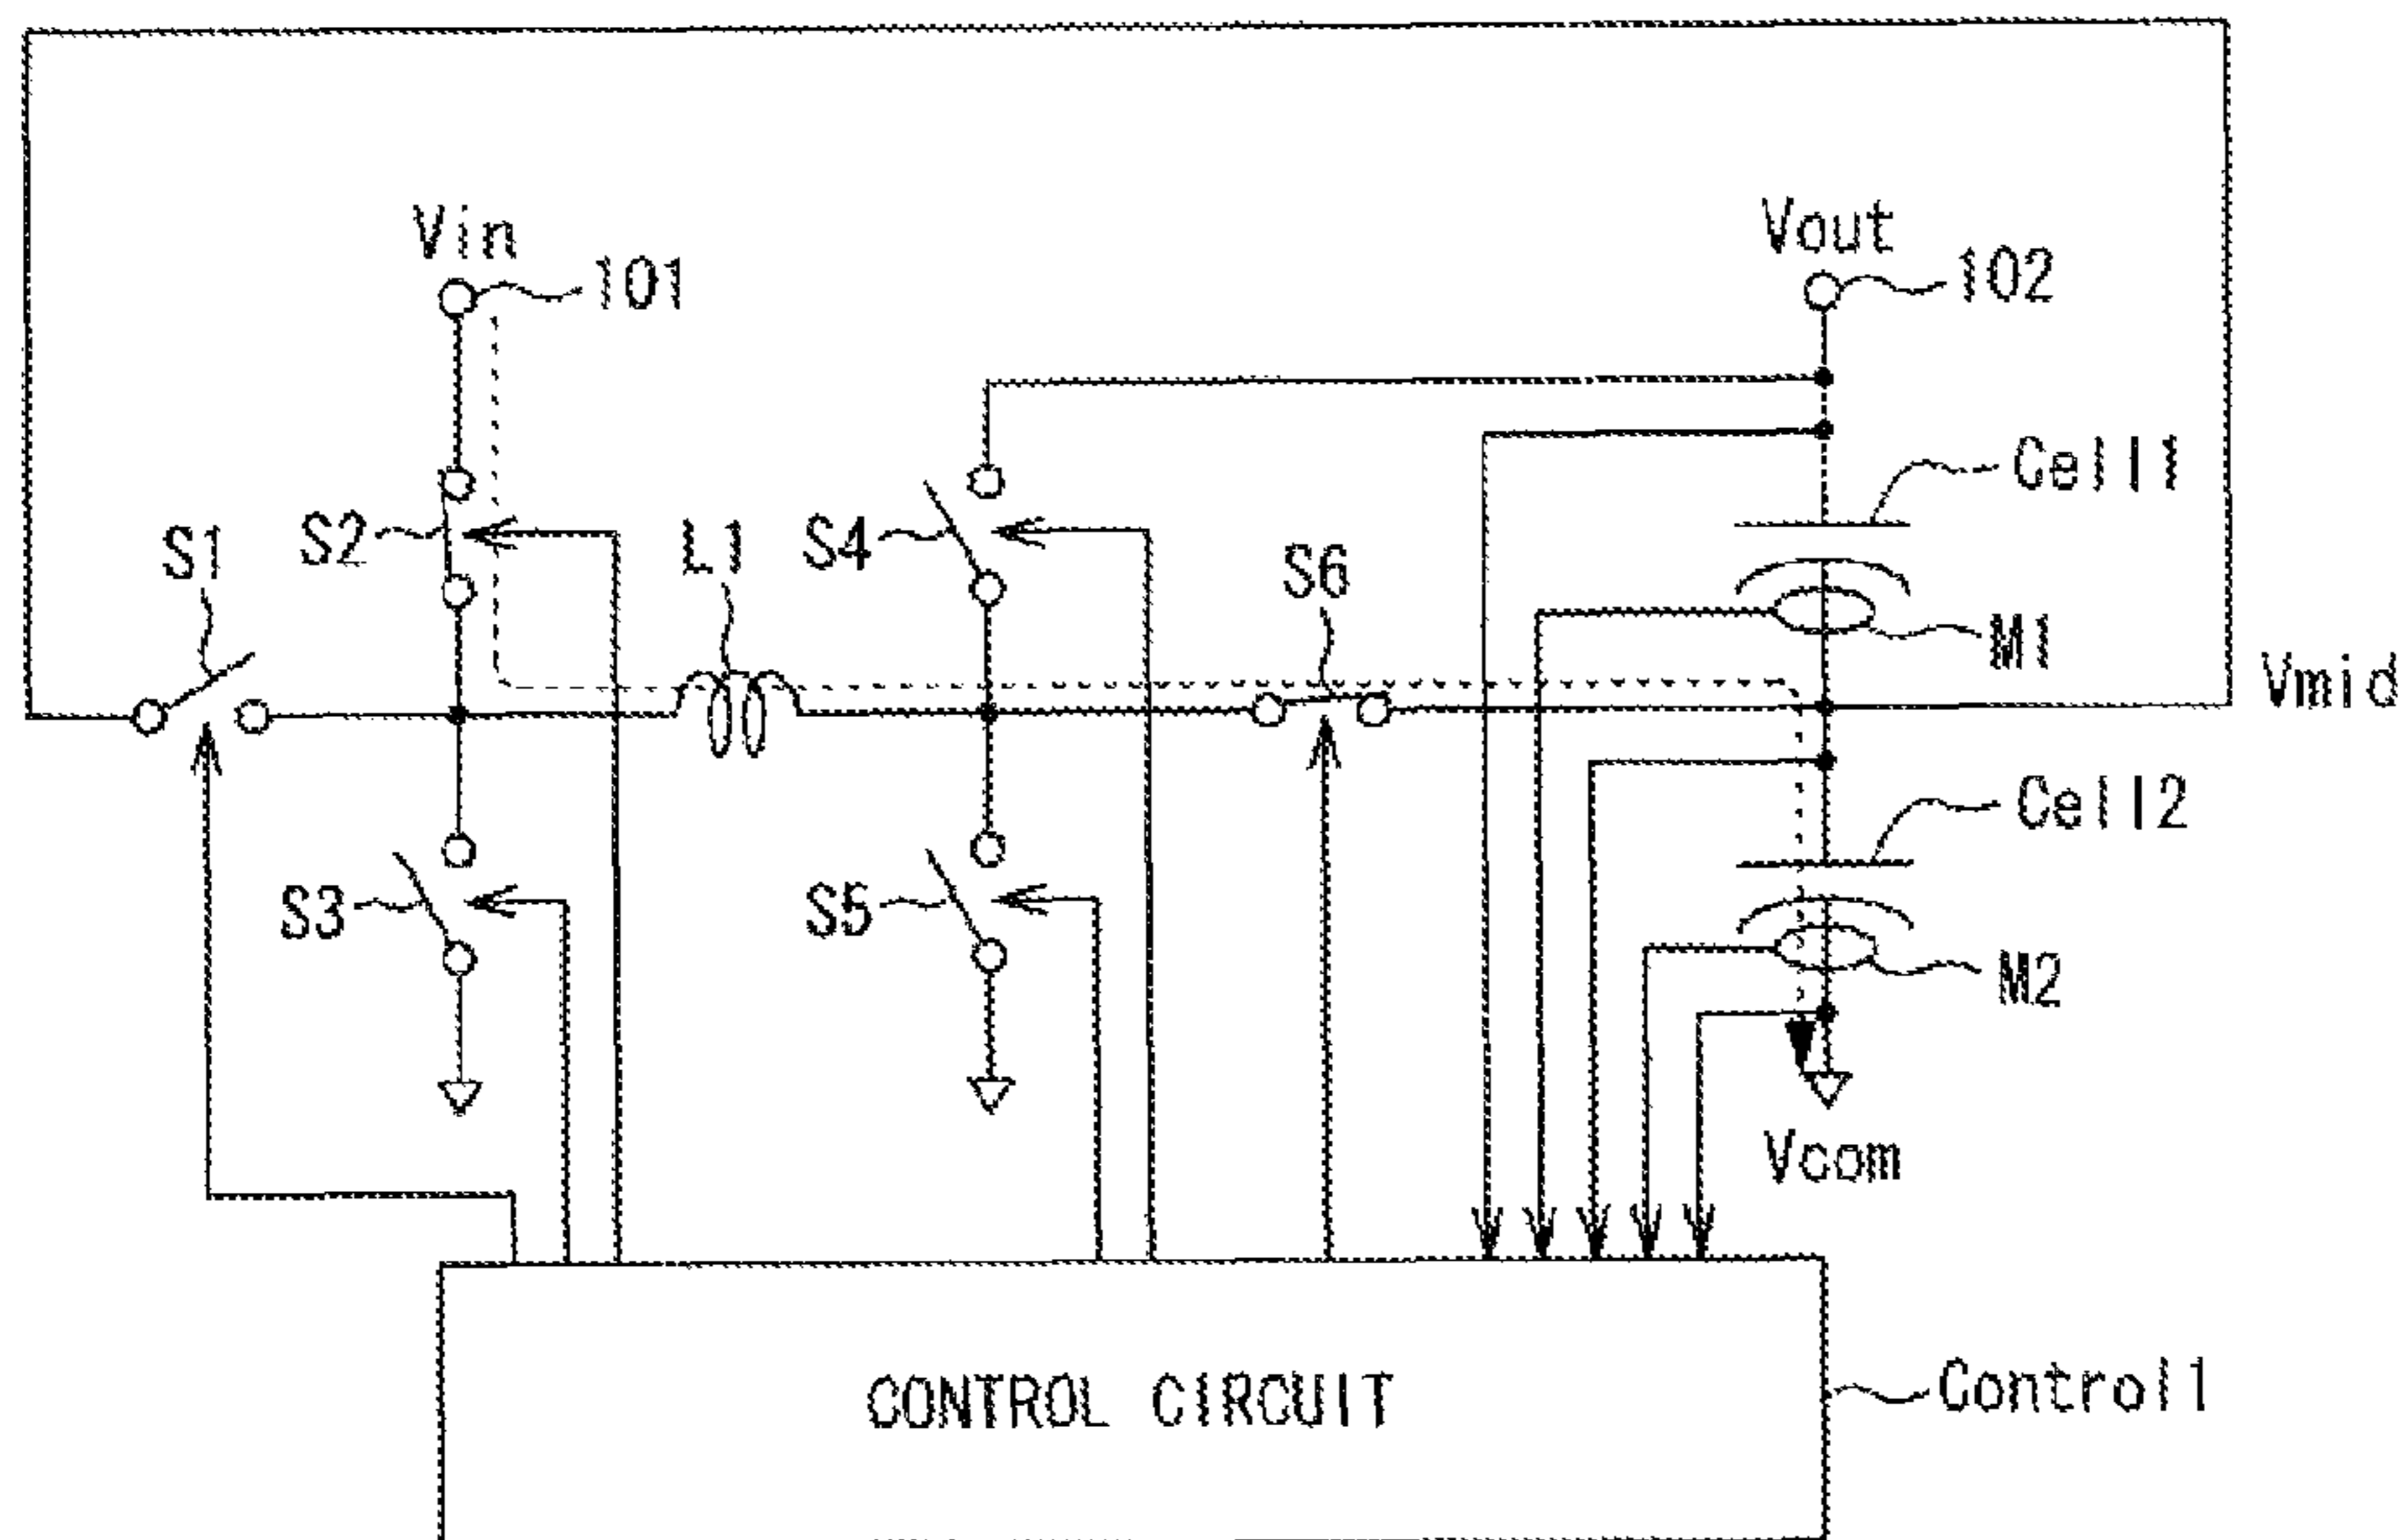 Vin
101
Vout
102
Cell1
S1
S2
L1
S4
S6
M1
Vmid
Cell2
S3
S5
M2
Vcom
CONTROL CIRCUIT
Control1